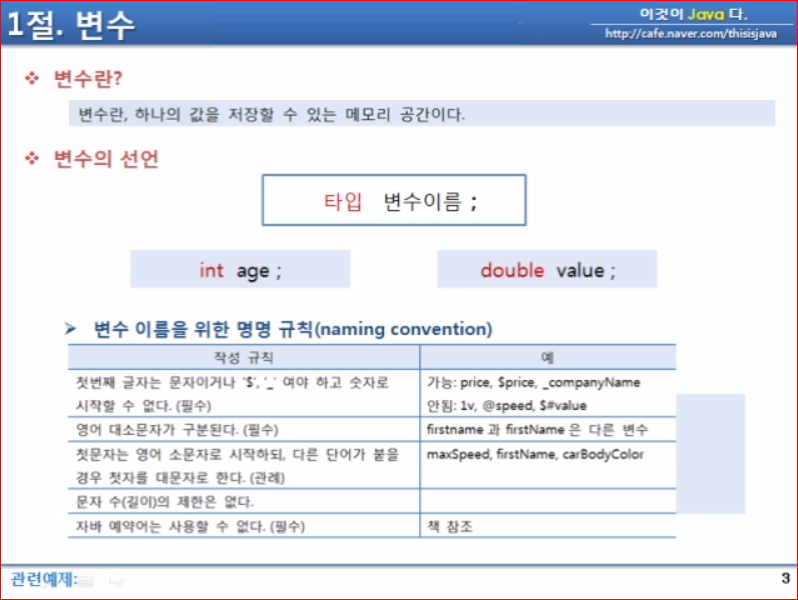 1절. 변수
이것이 Java 다.
http://cafe.naver.com/thisisjava
변수란?
변수란, 하나의 값을 저장할 수 있는 메모리 공간이다.
변수의 선언
타입 변수이름 ;
int age ;
double value ;
변수 이름을 위한 명명 규칙(naming convention)
작성 규칙
예
첫번째 글자는 문자이거나 ‘$’, ‘_’ 여야 하고 숫자로
시작할 수 없다. (필수)
가능: price, $price, _companyName
안됨: 1v, @speed, $#value
영어 대소문자가 구분된다. (필수)
firstname 과 firstName 은 다른 변수
첫문자는 영어 소문자로 시작하되, 다른 단어가 붙을
경우 첫자를 대문자로 한다. (관례)
maxSpeed, firstName, carBodyColor
문자 수(길이)의 제한은 없다.
자바 예약어는 사용할 수 없다. (필수)
책 참조
관련예제:
3